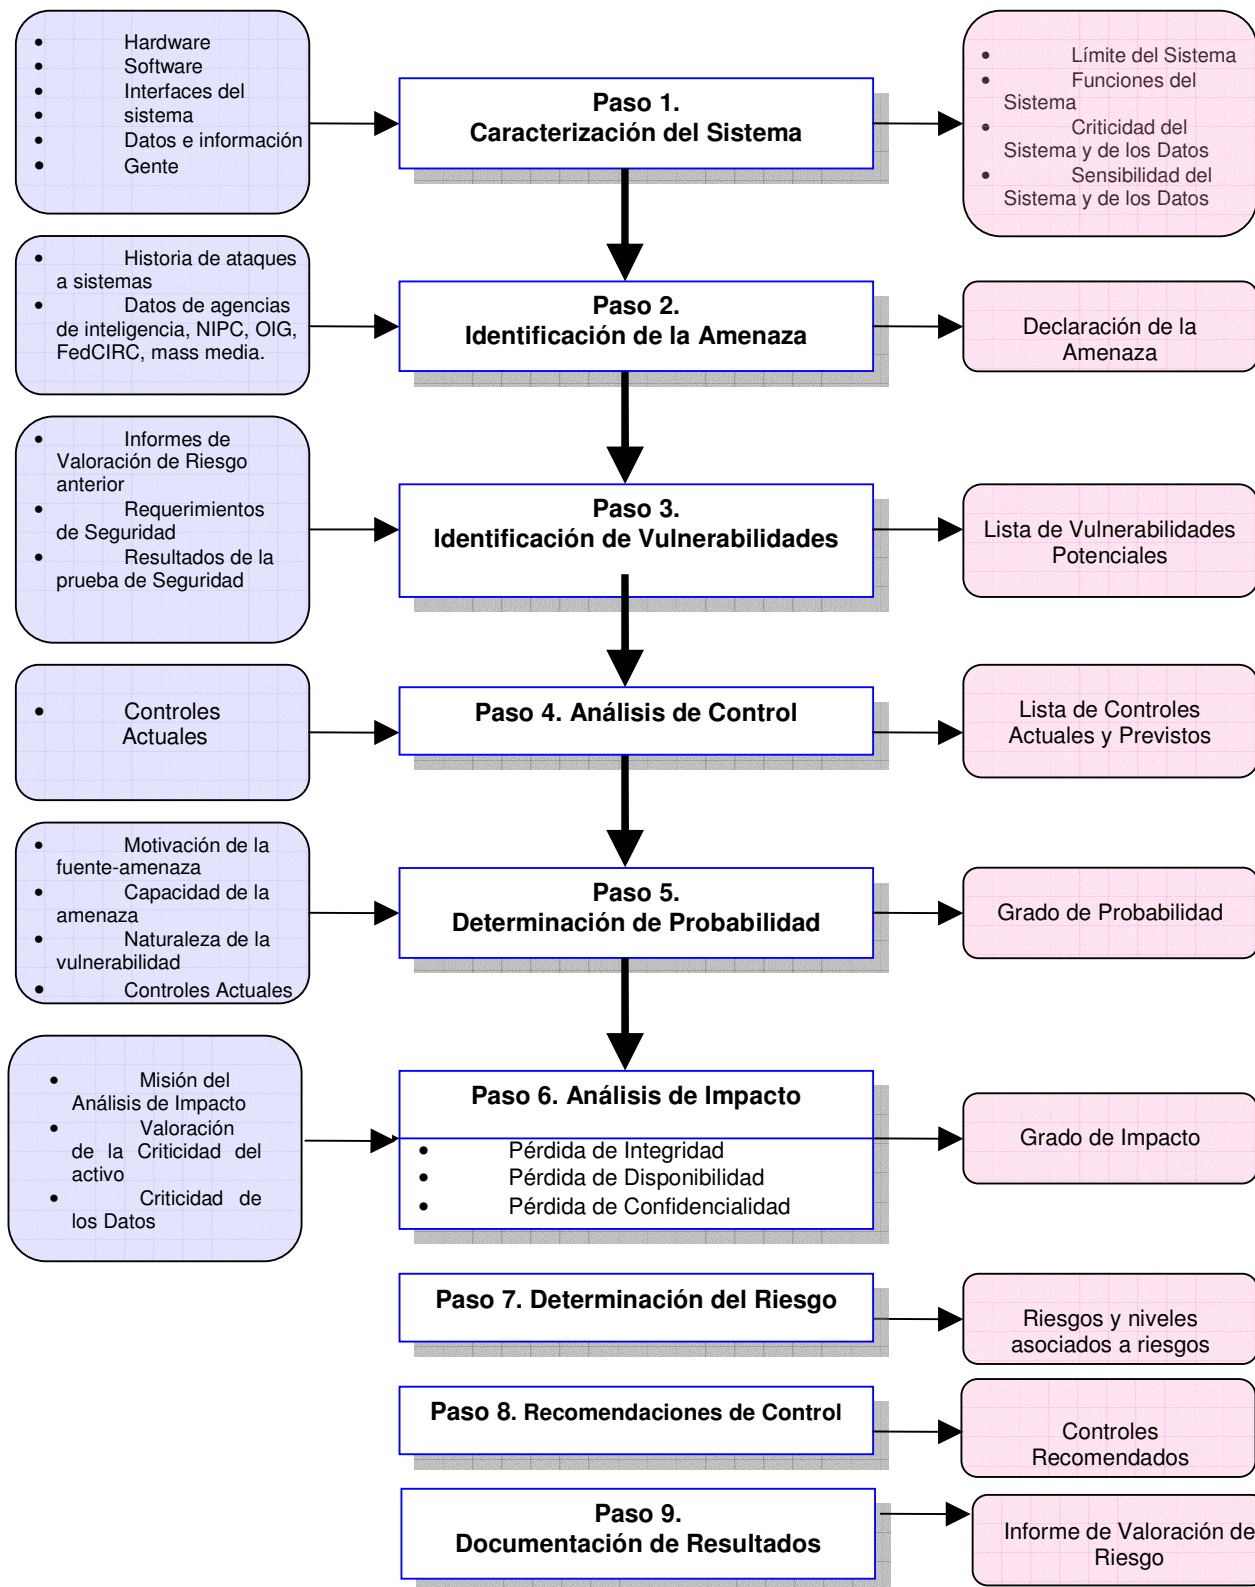 • Hardware
• Software
• Interfaces del
• sistema
• Datos e información
• Gente
Paso 1.
Caracterización del Sistema
• Límite del Sistema
• Funciones del
Sistema
• Criticidad del
Sistema y de los Datos
• Sensibilidad del
Sistema y de los Datos
• Historia de ataques
a sistemas
• Datos de agencias
de inteligencia, NIPC, OIG,
FedCIRC, mass media.
Paso 2.
Identificación de la Amenaza
Declaración de la
Amenaza
• Informes de
Valoración de Riesgo
anterior
• Requerimientos
de Seguridad
• Resultados de la
prueba de Seguridad
Paso 3.
Identificación de Vulnerabilidades
Lista de Vulnerabilidades
Potenciales
• Controles
Actuales
Paso 4. Análisis de Control
Lista de Controles
Actuales y Previstos
• Motivación de la
fuente-amenaza
• Capacidad de la
amenaza
• Naturaleza de la
vulnerabilidad
• Controles Actuales
Paso 5.
Determinación de Probabilidad
Grado de Probabilidad
• Misión del
Análisis de Impacto
• Valoración
de la Criticidad del
activo
• Criticidad de
los Datos
Paso 6. Análisis de Impacto
• Pérdida de Integridad
• Pérdida de Disponibilidad
• Pérdida de Confidencialidad
Grado de Impacto
Paso 7. Determinación del Riesgo
Riesgos y niveles
asociados a riesgos
Paso 8. Recomendaciones de Control
Controles
Recomendados
Paso 9.
Documentación de Resultados
Informe de Valoración de
Riesgo